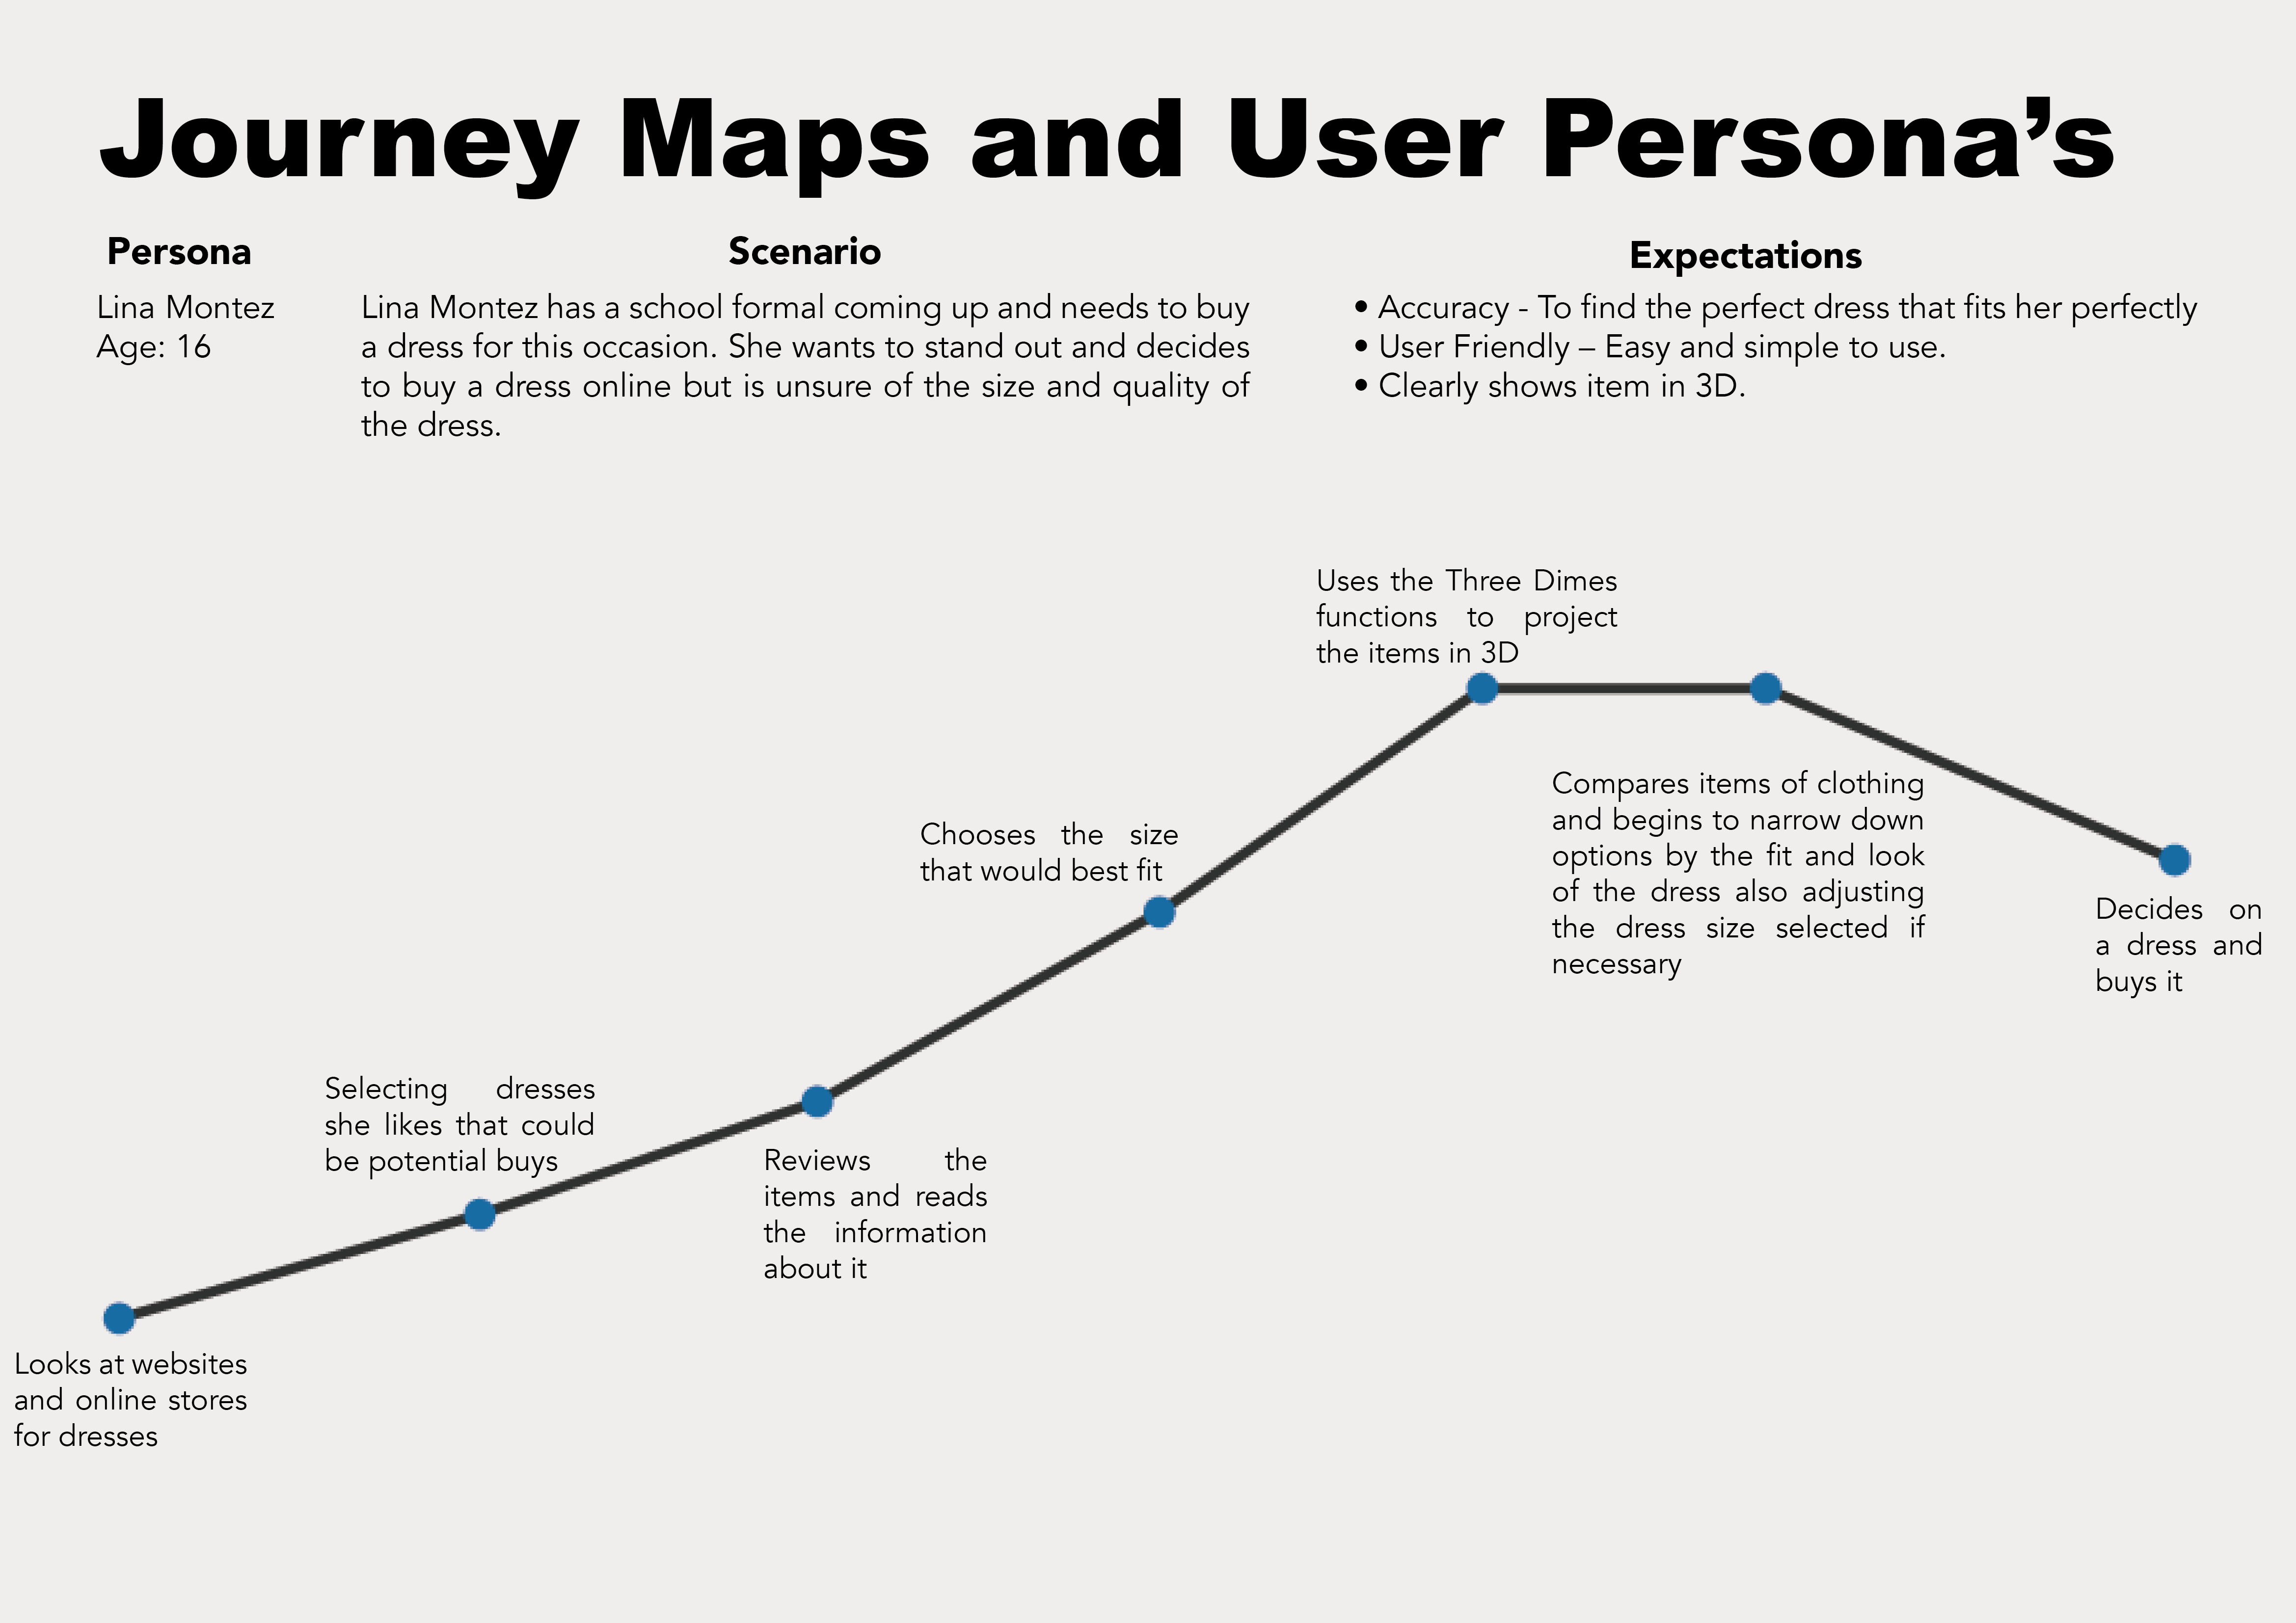 Journey Maps and User Persona’s
Persona
Lina Montez
Age: 16
Scenario
Lina Montez has a school formal coming up and needs to buy
a dress for this occasion. She wants to stand out and decides
to buy a dress online but is unsure of the size and quality of
the dress.
Expectations
• Accuracy - To find the perfect dress that fits her perfectly
• User Friendly – Easy and simple to use.
• Clearly shows item in 3D.
Looks at websites
and online stores
for dresses
Selecting dresses
she likes that could
be potential buys
Reviews the
items and reads
the information
about it
Chooses the size
that would best fit
Uses the Three Dimes
functions to project
the items in 3D
Compares items of clothing
and begins to narrow down
options by the fit and look
of the dress also adjusting
the dress size selected if
necessary
Decides on
a dress and
buys it